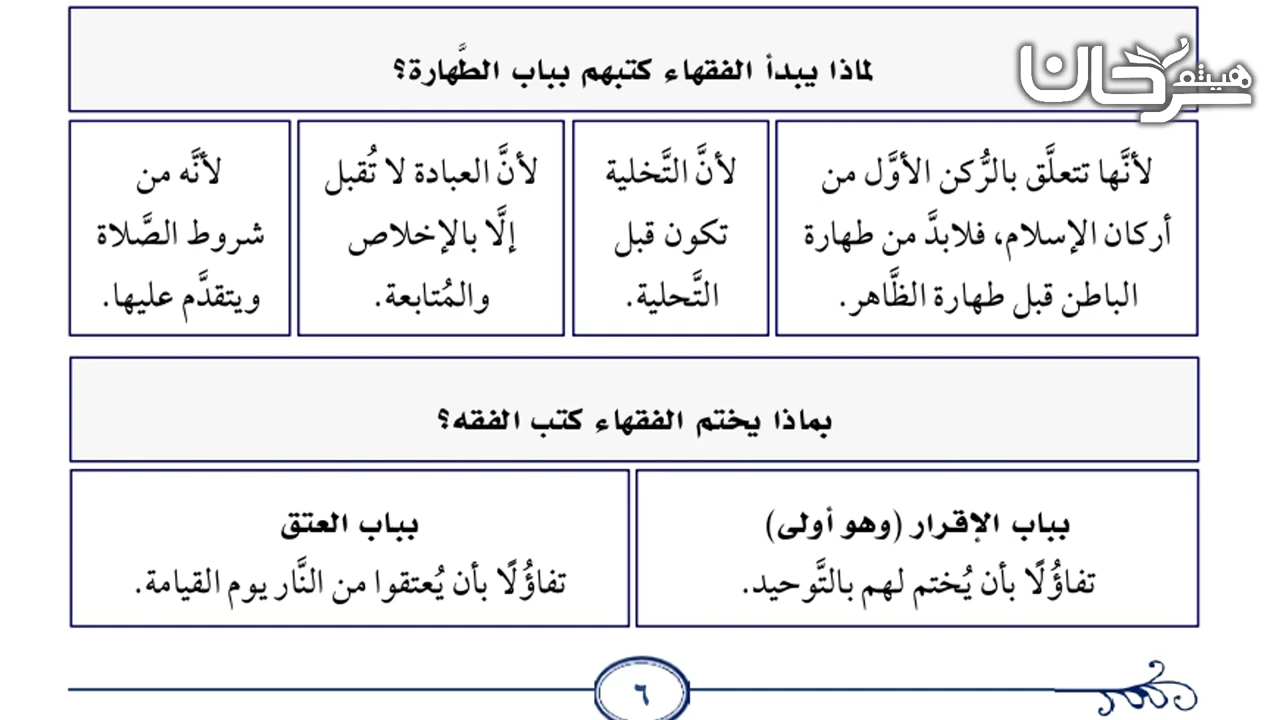 هيثم
سرحان
لماذا يبدأ الفقهاء كتبهم بباب الطَّهارة؟
لأنَّها تتعلَّق بالرُّكن الأوَّل من
أركان الإسلام، فلابدَّ من طهارة
الباطن قبل طهارة الظَّاهر.
لأنَّ التَّخلية
تكون قبل
التَّحلية.
لأنَّ العبادة لا تُقبل
إلَّا بالإخلاص
والمُتابعة.
لأنَّه من
شروط الصَّلاة
ويتقدَّم عليها.
بماذا يختم الفقهاء كتب الفقه؟
بباب الإقرار (وهو أولى)
تفاؤُلًا بأن يُختم لهم بالتَّوحيد.
بباب العتق
تفاؤُلًا بأن يُعتقوا من النَّار يوم القيامة.
٦